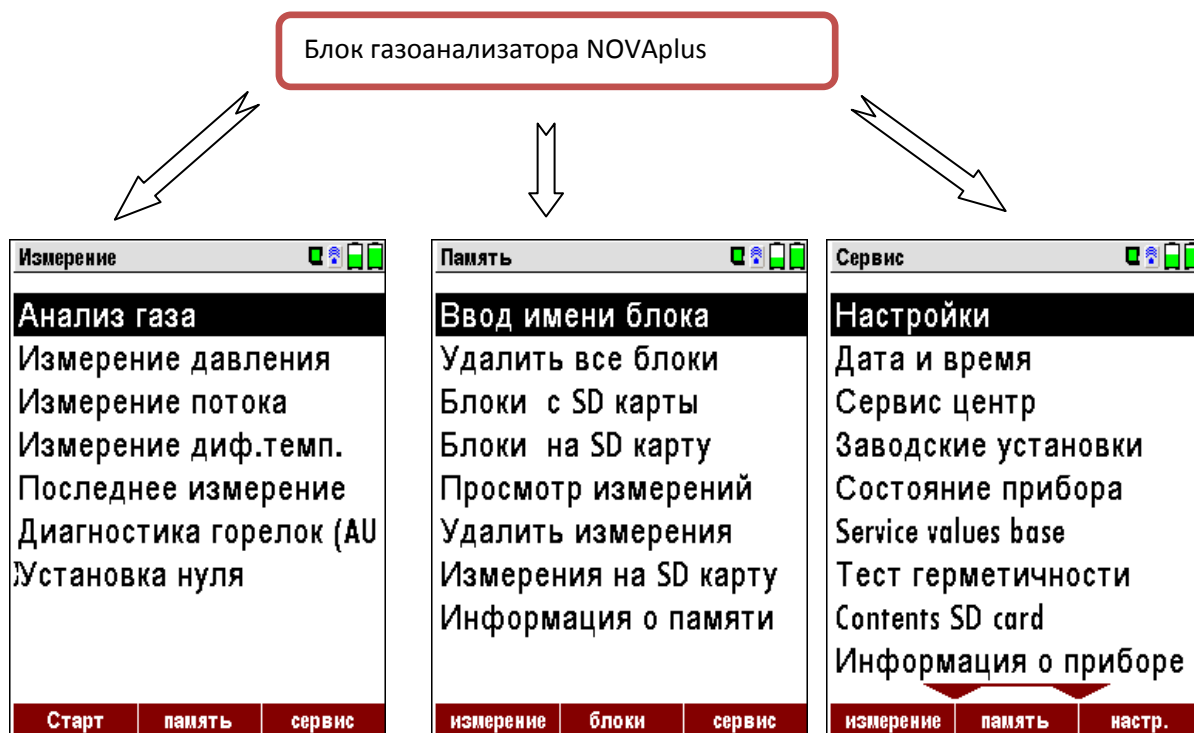 Блок газоанализатора NOVAplus
Измерение
Анализ газа
Измерение давления
Измерение потока
Измерение диф.темп.
Последнее измерение
Диагностика горелок (AU
Установка нуля
Старт память сервис
Память
Ввод имени блока
Удалить все блоки
Блоки с SD карты
Блоки на SD карту
Просмотр измерений
Удалить измерения
Измерения на SD карту
Информация о памяти
измерение блоки сервис
Сервис
Настройки
Дата и время
Сервис центр
Заводские установки
Состояние прибора
Service values base
Тест герметичности
Contents SD card
Информация о приборе
измерение память настр.